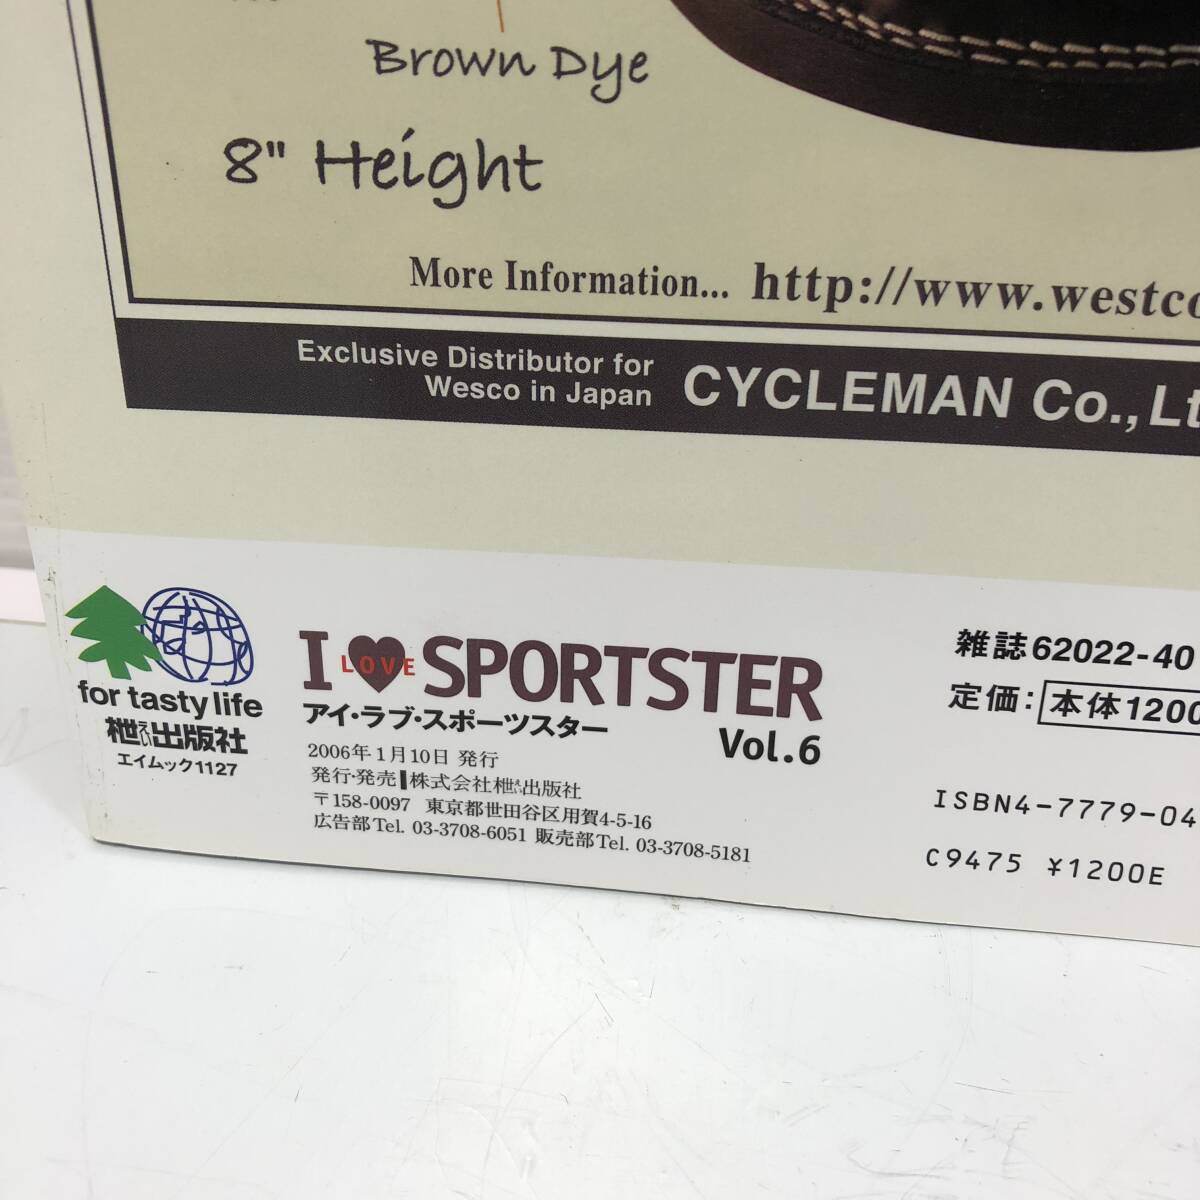 Brown Dye
8" Height
More Information... http://www.westco
Exclusive Distributor for
Wesco in Japan
CYCLEMAN Co., Lt
for tasty life
枻出版社
エイムック1127
I LOVE SPORTSTER
アイ・ラブ・スポーツスター
Vol.6
2006年1月10日 発行
発行・発売 株式会社枻出版社
〒158-0097 東京都世田谷区用賀4-5-16
広告部Tel. 03-3708-6051 販売部Tel. 03-3708-5181
雑誌62022-40
定価: 本体1200
ISBN4-7779-04
C9475 ¥1200E